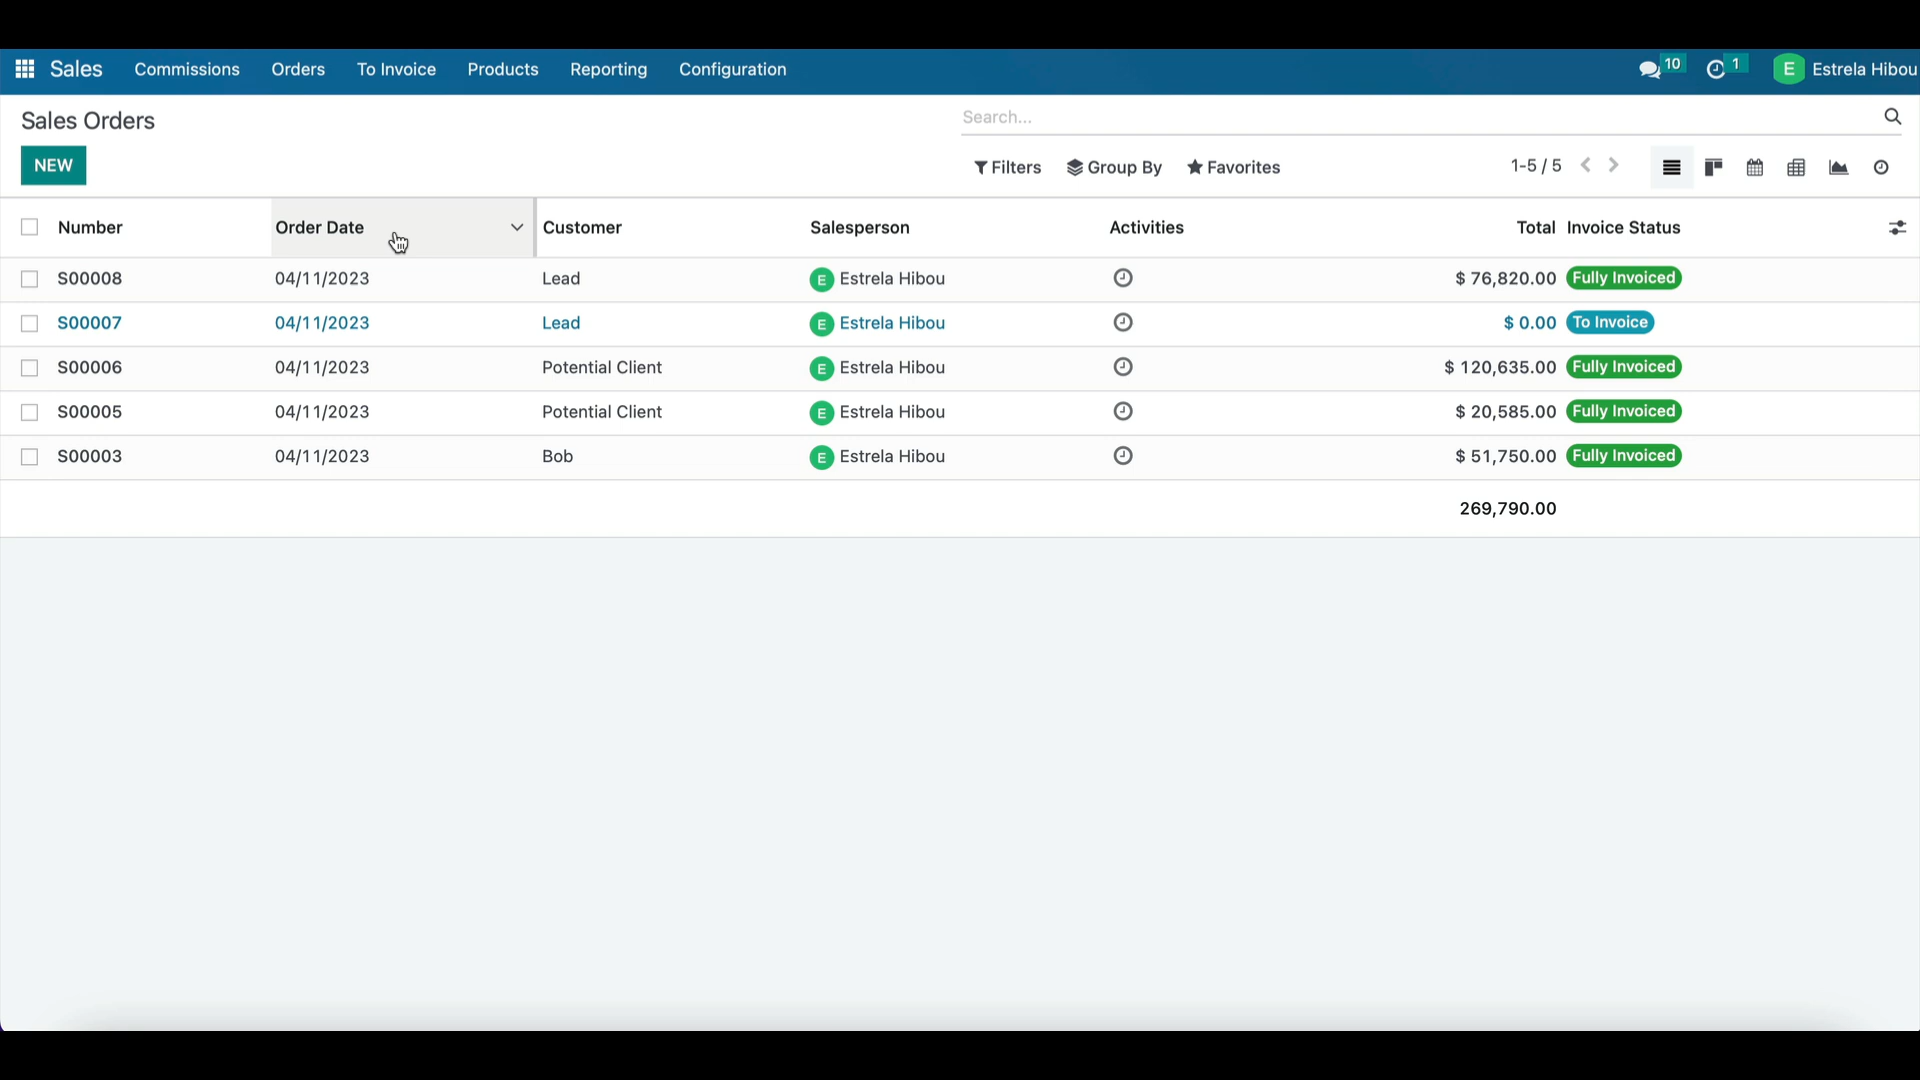 Sales Commissions Orders To Invoice Products Reporting Configuration 10 1 E Estrela Hibou
Sales Orders Search...
NEW Filters Group By Favorites 1-5 / 5
Number Order Date Customer Salesperson Activities Total Invoice Status
S00008 04/11/2023 Lead E Estrela Hibou $ 76,820.00 Fully Invoiced
S00007 04/11/2023 Lead E Estrela Hibou $ 0.00 To Invoice
S00006 04/11/2023 Potential Client E Estrela Hibou $ 120,635.00 Fully Invoiced
S00005 04/11/2023 Potential Client E Estrela Hibou $ 20,585.00 Fully Invoiced
S00003 04/11/2023 Bob E Estrela Hibou $ 51,750.00 Fully Invoiced
269,790.00